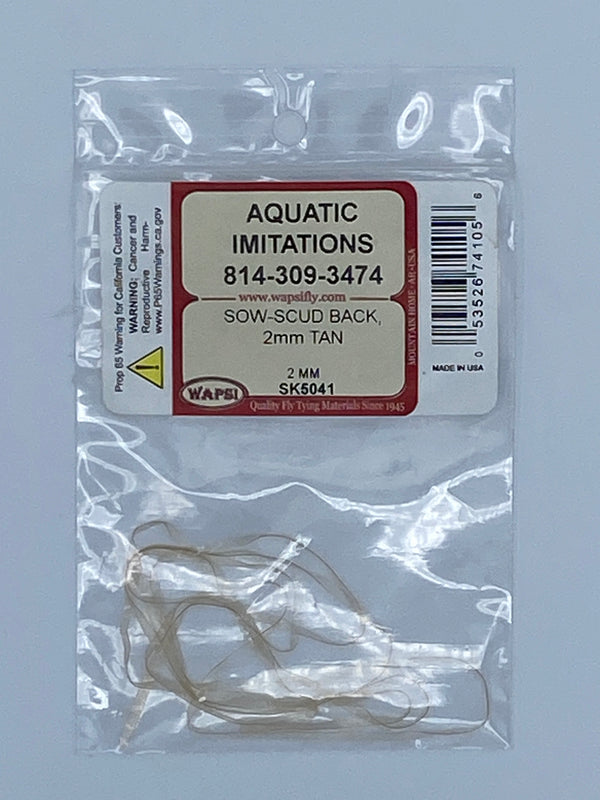 Prop 65 Warning for California Customers:
WARNING: Cancer and
Reproductive Harm-
www.P65Warnings.ca.gov
AQUATIC
IMITATIONS
814-309-3474
www.wapsifly.com
SOW-SCUD BACK,
2mm TAN
2 MM
SK5041
WAPSI
Quality Fly Tying Materials Since 1945
MOUNTAIN HOME · AR · USA
0 53526 74105 6
MADE IN USA